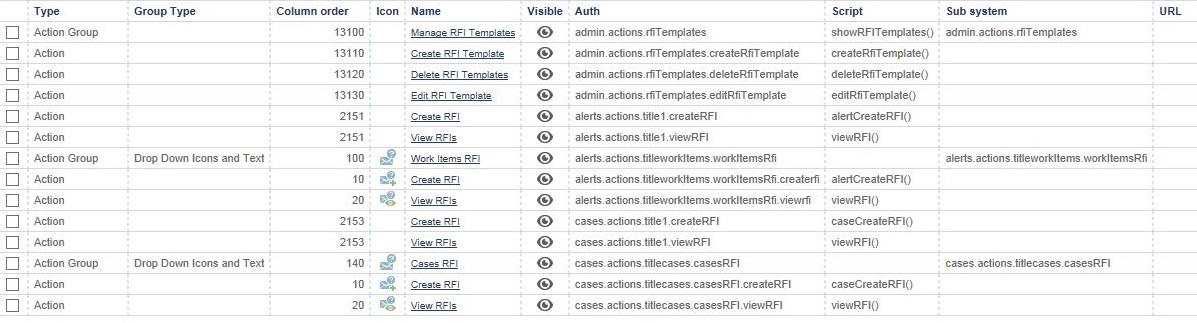 Type Group Type Column order Icon Name Visible Auth Script Sub system URL
Action Group 13100 Manage RFI Templates admin.actions.rfiTemplates showRFITemplates() admin.actions.rfiTemplates
Action 13110 Create RFI Template admin.actions.rfiTemplates.createRfiTemplate createRfiTemplate()
Action 13120 Delete RFI Templates admin.actions.rfiTemplates.deleteRfiTemplate deleteRfiTemplate()
Action 13130 Edit RFI Template admin.actions.rfiTemplates.editRfiTemplate editRfiTemplate()
Action 2151 Create RFI alerts.actions.title1.createRFI alertCreateRFI()
Action 2151 View RFIs alerts.actions.title1.viewRFI viewRFI()
Action Group Drop Down Icons and Text 100 Work Items RFI alerts.actions.titleworkItems.workItemsRfi alerts.actions.titleworkItems.workItemsRfi
Action 10 Create RFI alerts.actions.titleworkItems.workItemsRfi.createrfi alertCreateRFI()
Action 20 View RFIs alerts.actions.titleworkItems.workItemsRfi.viewrfi viewRFI()
Action 2153 Create RFI cases.actions.title1.createRFI caseCreateRFI()
Action 2153 View RFIs cases.actions.title1.viewRFI viewRFI()
Action Group Drop Down Icons and Text 140 Cases RFI cases.actions.titlecases.casesRFI cases.actions.titlecases.casesRFI
Action 10 Create RFI cases.actions.titlecases.casesRFI.createRFI caseCreateRFI()
Action 20 View RFIs cases.actions.titlecases.casesRFI.viewRFI viewRFI()